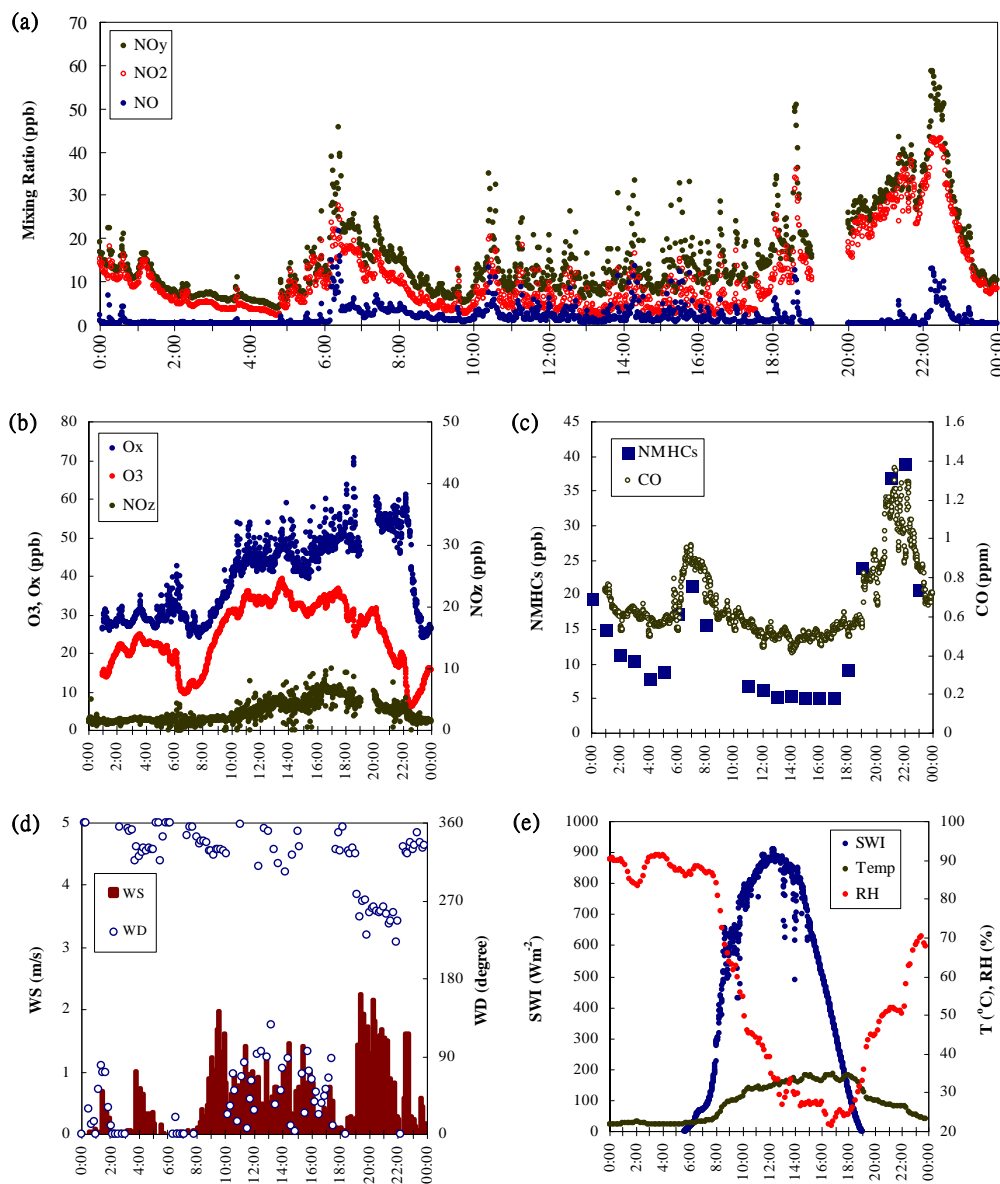 (a)
70
60
50
40
30
20
10
0
Mixing Ratio (ppb)
NOy
NO2
NO
0:00 2:00 4:00 6:00 8:00 10:00 12:00 14:00 16:00 18:00 20:00 22:00 00:00
(b)
80
70
60
50
40
30
20
10
0
O3, Ox (ppb)
Ox
O3
NOz
50
40
30
20
10
0
NOz (ppb)
0:00 2:00 4:00 6:00 8:00 10:00 12:00 14:00 16:00 18:00 20:00 22:00 00:00
(c)
45
40
35
30
25
20
15
10
5
0
NMHCs (ppb)
NMHCs
CO
1.6
1.4
1.2
1
0.8
0.6
0.4
0.2
0
CO (ppm)
0:00 2:00 4:00 6:00 8:00 10:00 12:00 14:00 16:00 18:00 20:00 22:00 00:00
(d)
5
4
3
2
1
0
WS (m/s)
WS
WD
360
270
180
90
0
WD (degree)
0:00 2:00 4:00 6:00 8:00 10:00 12:00 14:00 16:00 18:00 20:00 22:00 00:00
(e)
1000
900
800
700
600
500
400
300
200
100
0
SWI (Wm-2)
SWI
Temp
RH
100
90
80
70
60
50
40
30
20
T (oC), RH (%)
0:00 2:00 4:00 6:00 8:00 10:00 12:00 14:00 16:00 18:00 20:00 22:00 00:00